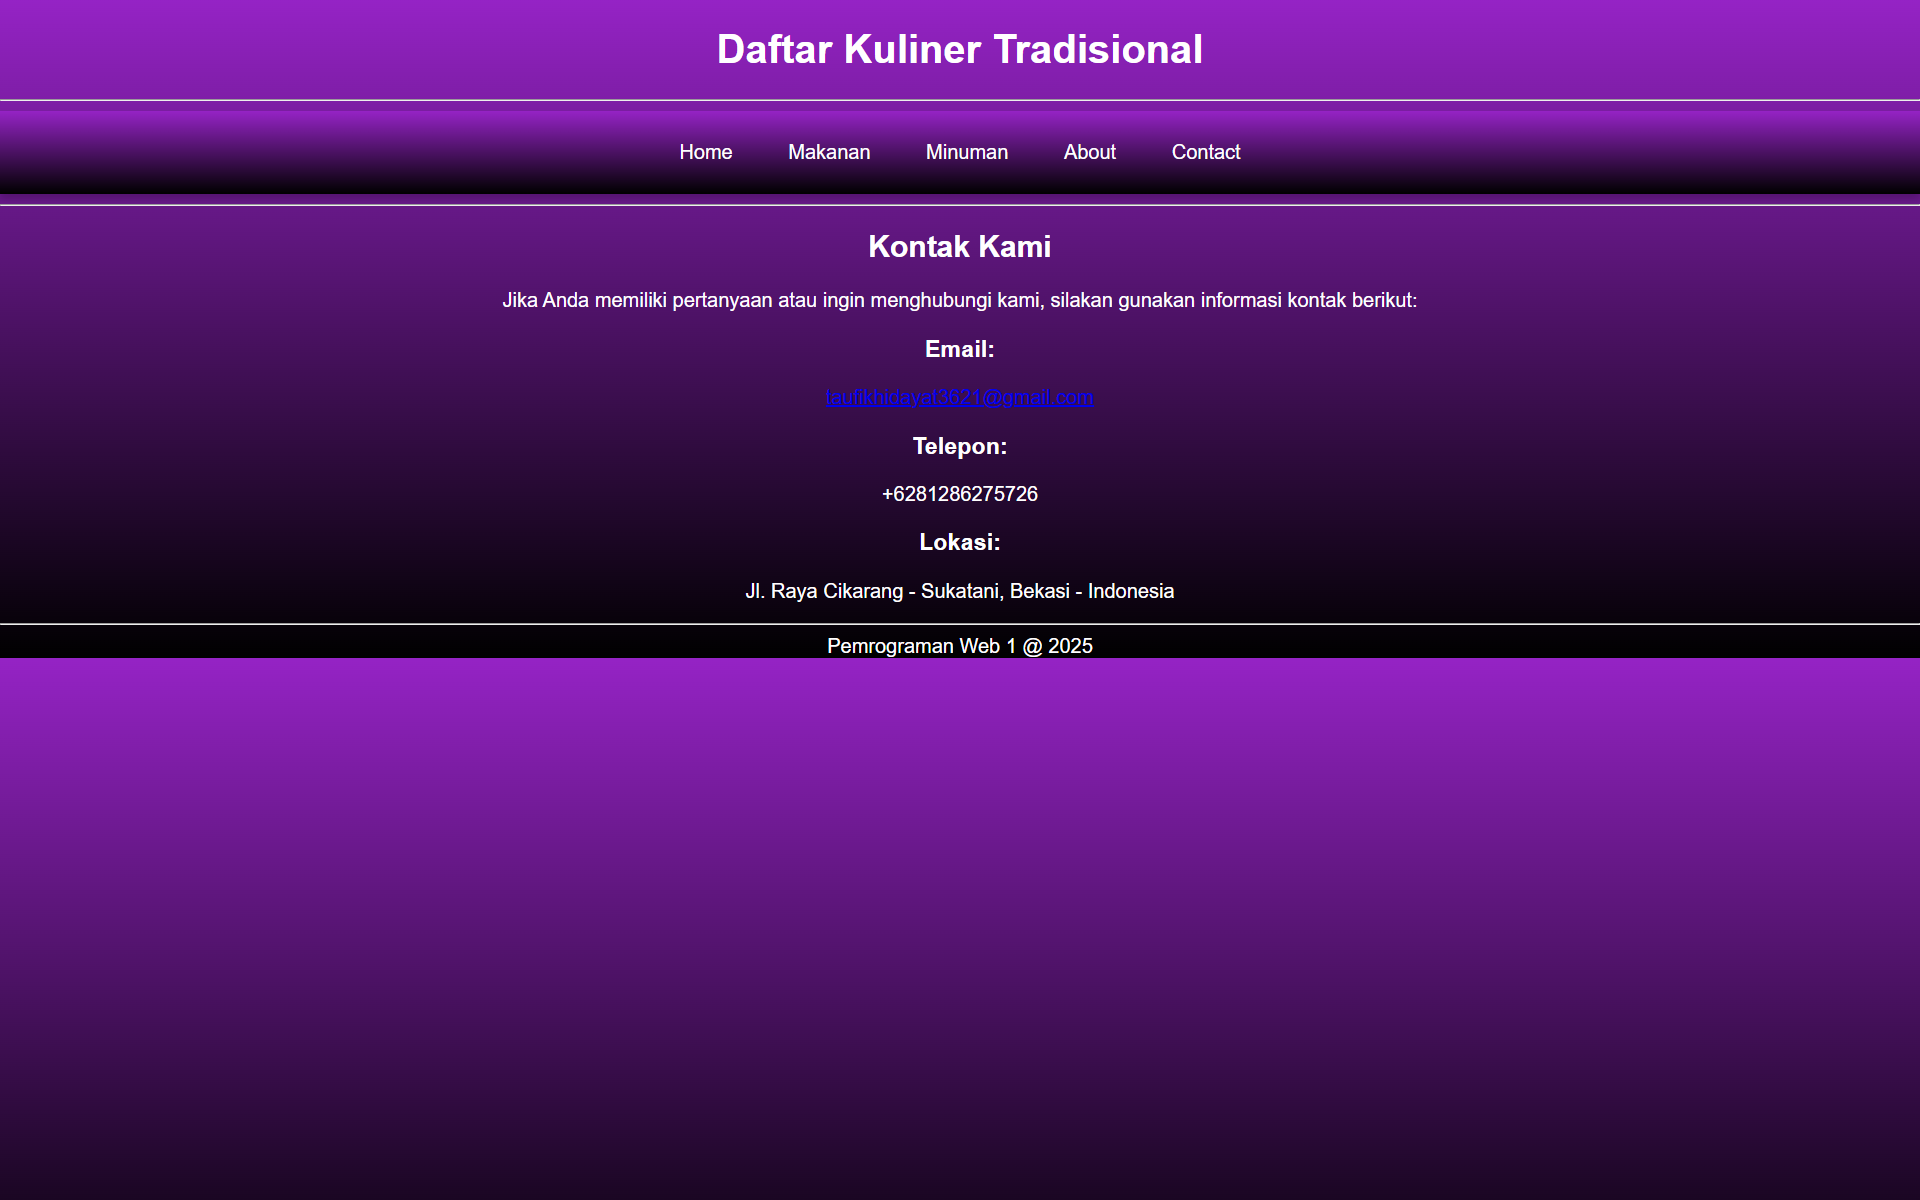 Daftar Kuliner Tradisional
Home Makanan Minuman About Contact
Kontak Kami
Jika Anda memiliki pertanyaan atau ingin menghubungi kami, silakan gunakan informasi kontak berikut:
Email:
taufikhidayat3621@gmail.com
Telepon:
+6281286275726
Lokasi:
Jl. Raya Cikarang - Sukatani, Bekasi - Indonesia
Pemrograman Web 1 @ 2025